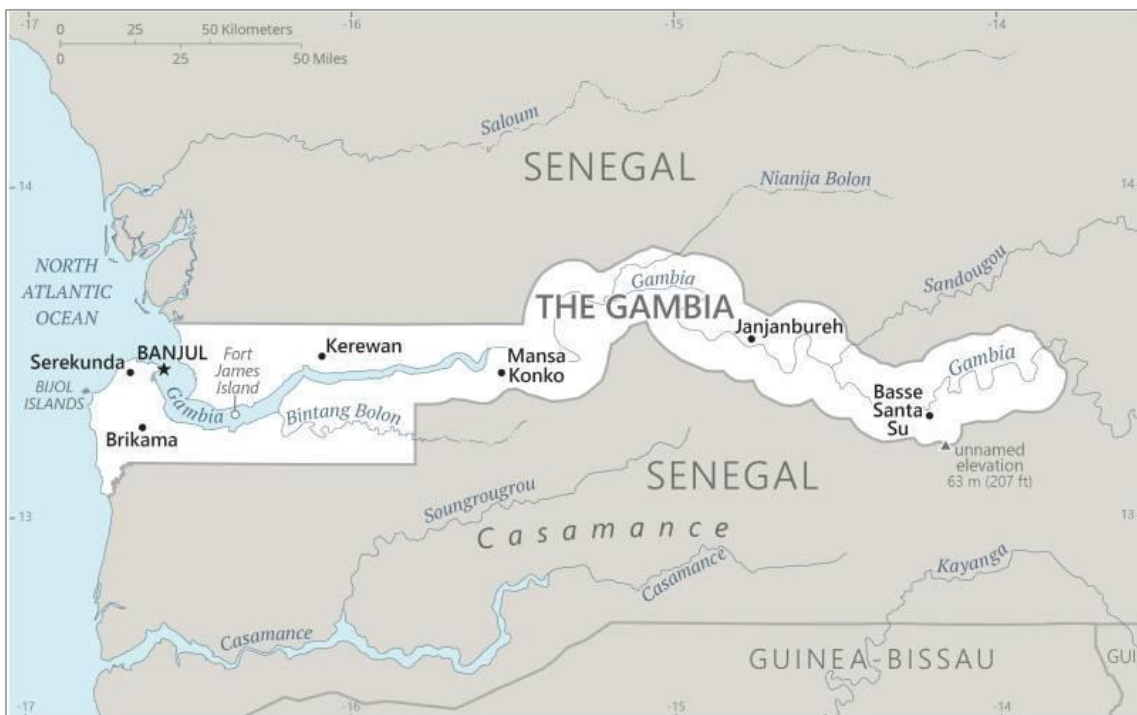 -17
-16
-15
-14
0 25 50 Kilometers
0 25 50 Miles
Saloum
SENEGAL
Nianija Bolon
14
14
NORTH
ATLANTIC
OCEAN
Sandougou
Gambia
THE GAMBIA
Janjanbureh
Serekunda
BANJUL
Fort
James
Island
Kerewan
Mansa
Konko
Gambia
BIJOL
ISLANDS
Gambia
Bintang Bolon
Basse
Santa
Su
Brikama
unnamed
elevation
63 m (207 ft)
SENEGAL
Soungrougrou
13
13
Casamance
Casamance
Kayanga
Casamance
GUINEA-BISSAU
GUI
-17
-16
-15
-14